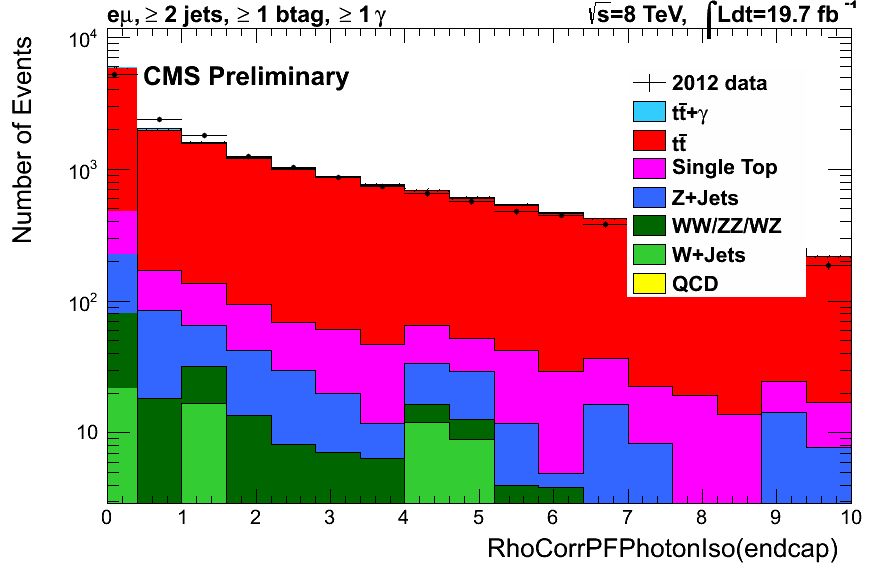 eμ, ≥ 2 jets, ≥ 1 btag, ≥ 1 γ
√s=8 TeV, ∫Ldt=19.7 fb⁻¹
CMS Preliminary
Number of Events
10⁴
10³
10²
10
2012 data
tt̄+γ
tt̄
Single Top
Z+Jets
WW/ZZ/WZ
W+Jets
QCD
0 1 2 3 4 5 6 7 8 9 10
RhoCorrPFPhotonIso(endcap)